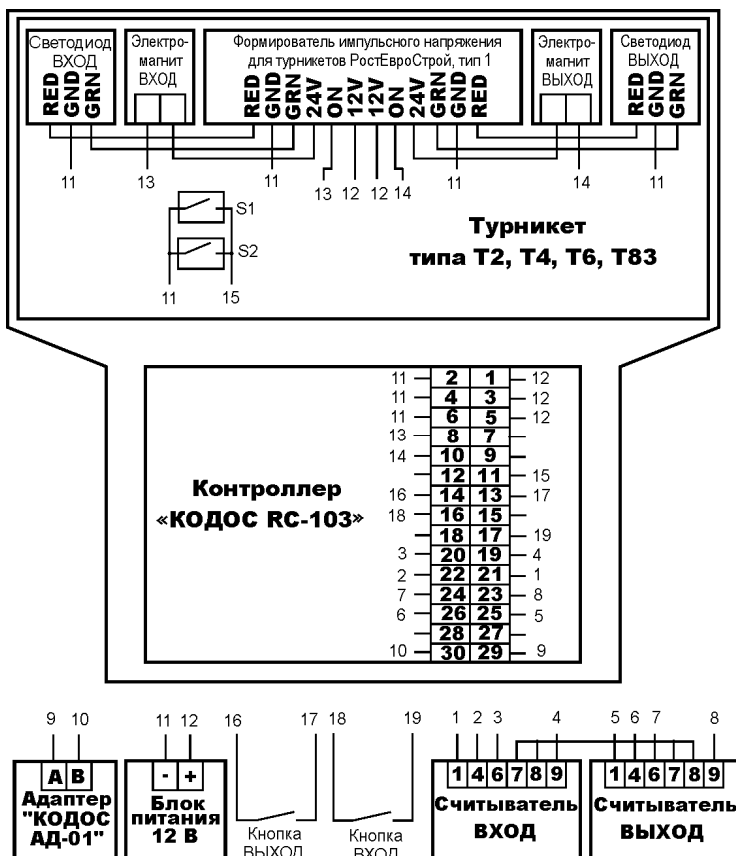 Светодиод
ВХОД
RED GND GRN
Электро-
магнит
ВХОД
Формирователь импульсного напряжения
для турникетов РостЕвроСтрой, тип 1
RED GND GRN 24V ON 12V 12V ON 24V GRN GND RED
Электро-
магнит
ВЫХОД
Светодиод
ВЫХОД
RED GND GRN
11 13 11 13 12 12 14 11 14 11
S1
S2
11 15
Турникет
типа Т2, Т4, Т6, Т83
Контроллер
«КОДОС RC-103»
11 2 1 12
11 4 3 12
11 6 5 12
13 8 7
14 10 9
12 11 15
16 14 13 17
18 16 15
18 17 19
3 20 19 4
2 22 21 1
7 24 23 8
6 26 25 5
28 27
10 30 29 9
9 10 11 12 16 17 18 19 1 2 3 4 5 6 7 8
A B
Адаптер
"КОДОС
АД-01"
- +
Блок
питания
12 В
Кнопка
ВЫХОД
Кнопка
ВХОД
1 4 6 7 8 9
Считыватель
ВХОД
1 4 6 7 8 9
Считыватель
ВЫХОД